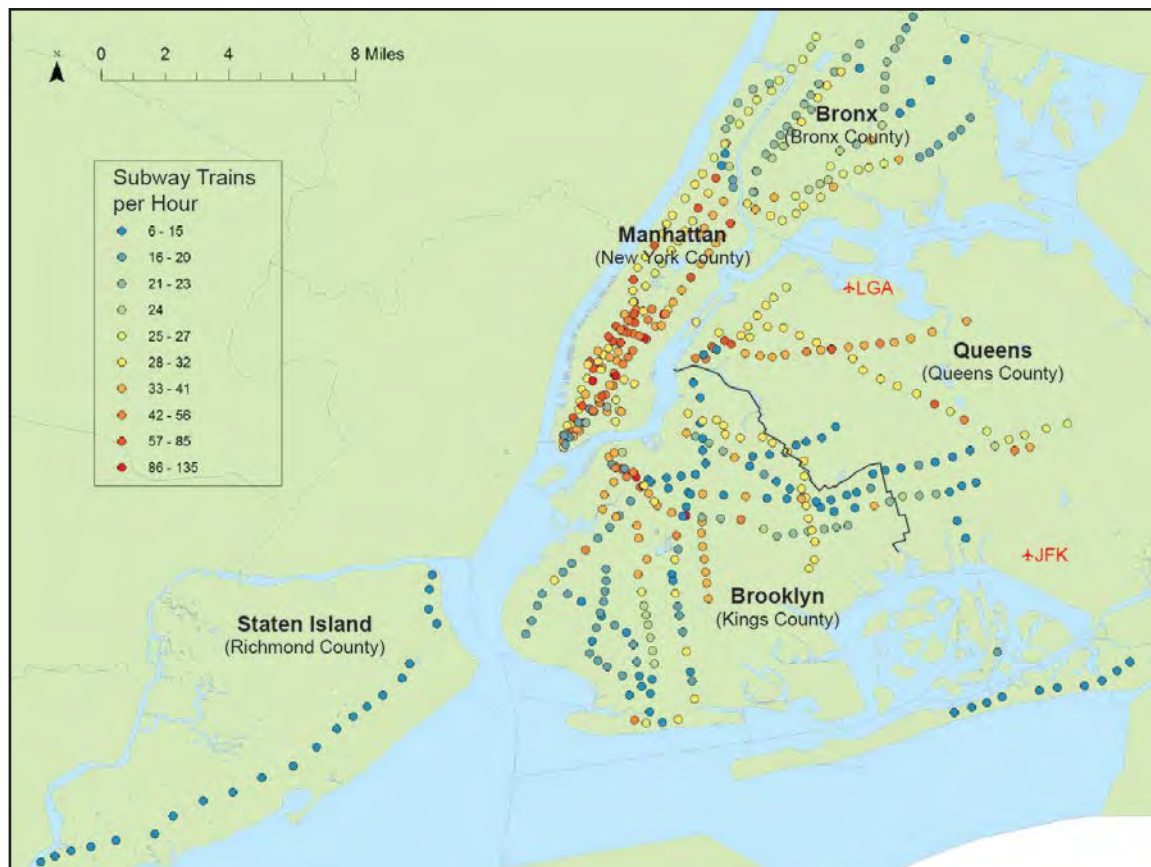 N
0 2 4 8 Miles
Bronx
(Bronx County)
Subway Trains
per Hour
6 - 15
16 - 20
21 - 23
24
25 - 27
28 - 32
33 - 41
42 - 56
57 - 85
86 - 135
Manhattan
(New York County)
LGA
Queens
(Queens County)
JFK
Brooklyn
(Kings County)
Staten Island
(Richmond County)